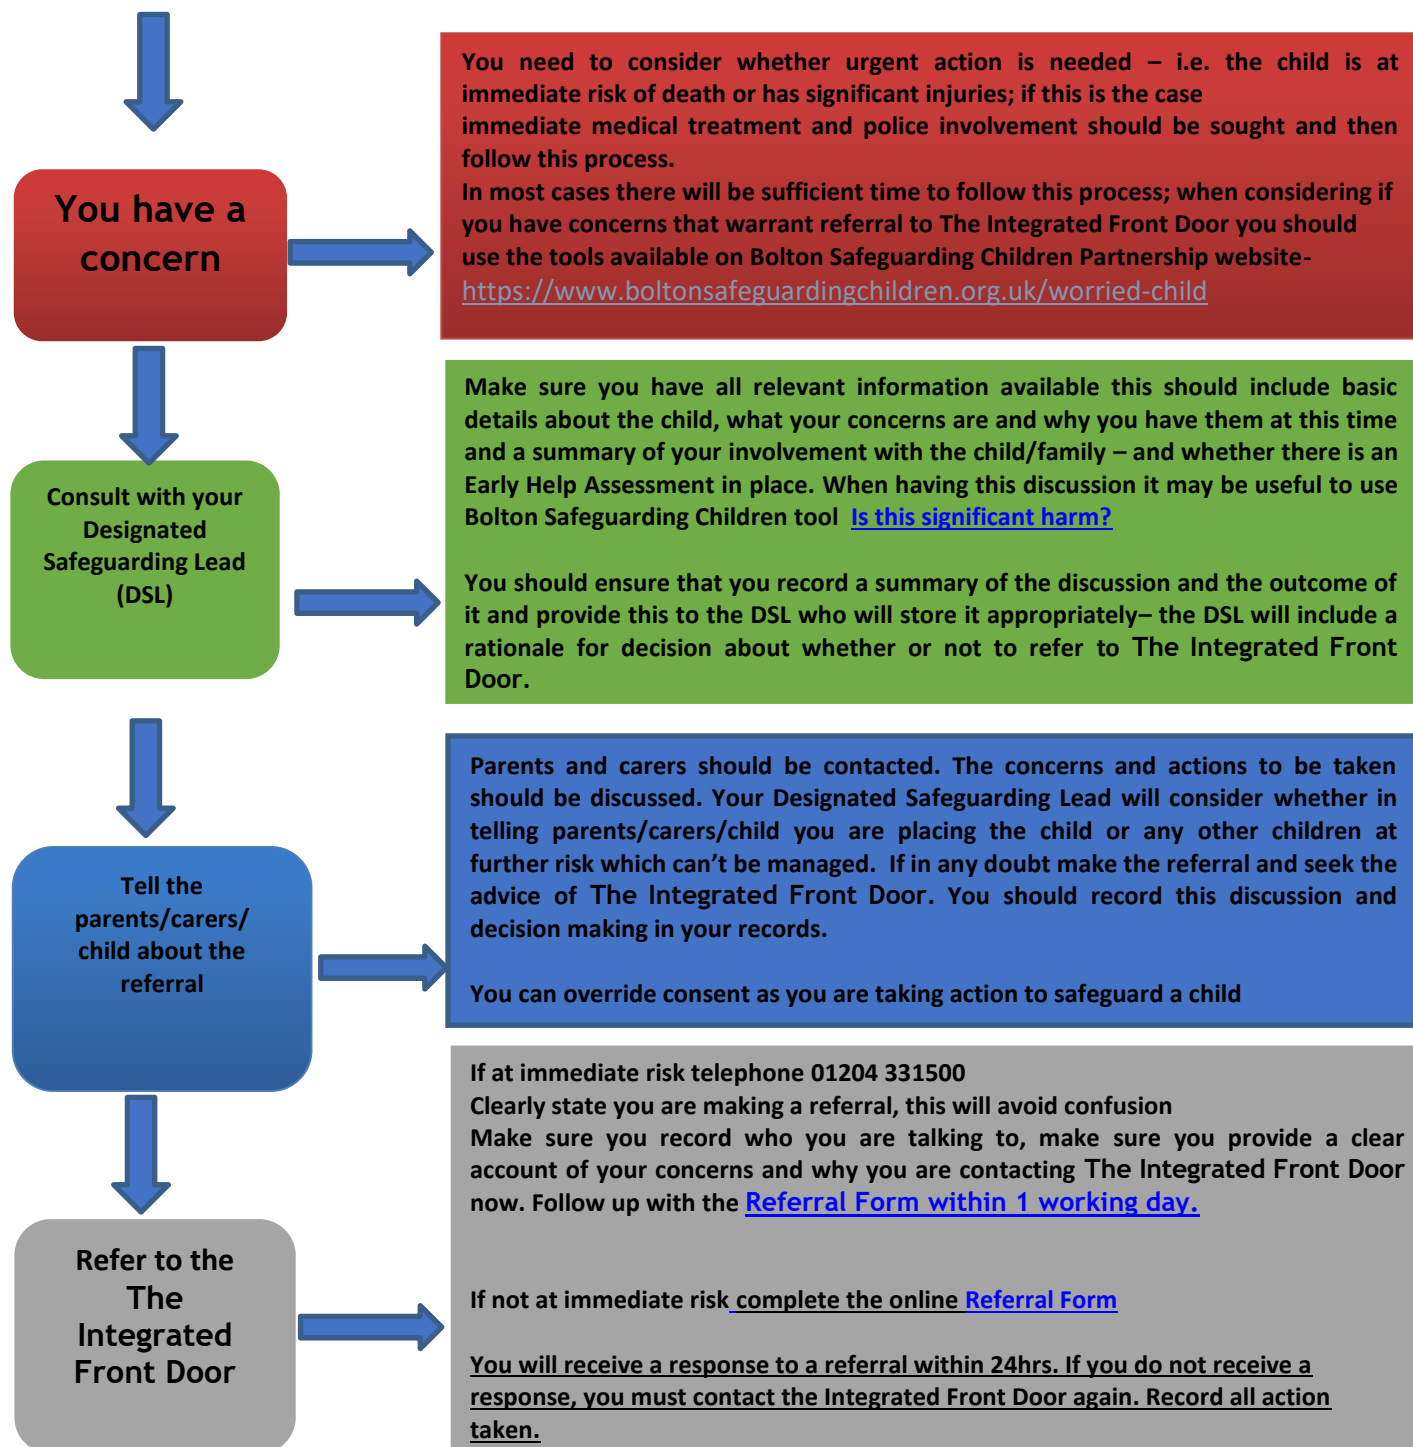 You have a
concern
You need to consider whether urgent action is needed – i.e. the child is at
immediate risk of death or has significant injuries; if this is the case
immediate medical treatment and police involvement should be sought and then
follow this process.
In most cases there will be sufficient time to follow this process; when considering if
you have concerns that warrant referral to The Integrated Front Door you should
use the tools available on Bolton Safeguarding Children Partnership website-
https://www.boltonsafeguardingchildren.org.uk/worried-child
Consult with your
Designated
Safeguarding Lead
(DSL)
Make sure you have all relevant information available this should include basic
details about the child, what your concerns are and why you have them at this time
and a summary of your involvement with the child/family – and whether there is an
Early Help Assessment in place. When having this discussion it may be useful to use
Bolton Safeguarding Children tool Is this significant harm?
You should ensure that you record a summary of the discussion and the outcome of
it and provide this to the DSL who will store it appropriately– the DSL will include a
rationale for decision about whether or not to refer to The Integrated Front
Door.
Tell the
parents/carers/
child about the
referral
Parents and carers should be contacted. The concerns and actions to be taken
should be discussed. Your Designated Safeguarding Lead will consider whether in
telling parents/carers/child you are placing the child or any other children at
further risk which can’t be managed. If in any doubt make the referral and seek the
advice of The Integrated Front Door. You should record this discussion and
decision making in your records.
You can override consent as you are taking action to safeguard a child
Refer to the
The
Integrated
Front Door
If at immediate risk telephone 01204 331500
Clearly state you are making a referral, this will avoid confusion
Make sure you record who you are talking to, make sure you provide a clear
account of your concerns and why you are contacting The Integrated Front Door
now. Follow up with the Referral Form within 1 working day.
If not at immediate risk complete the online Referral Form
You will receive a response to a referral within 24hrs. If you do not receive a
response, you must contact the Integrated Front Door again. Record all action
taken.